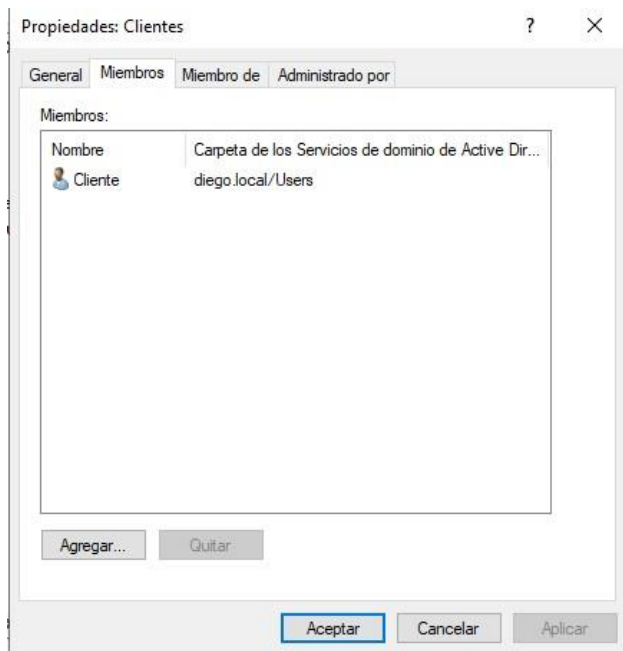 Propiedades: Clientes ? ×
General Miembros Miembro de Administrado por
Miembros:
Nombre Carpeta de los Servicios de dominio de Active Dir...
Cliente diego.local/Users
Agregar... Quitar
Aceptar Cancelar Aplicar